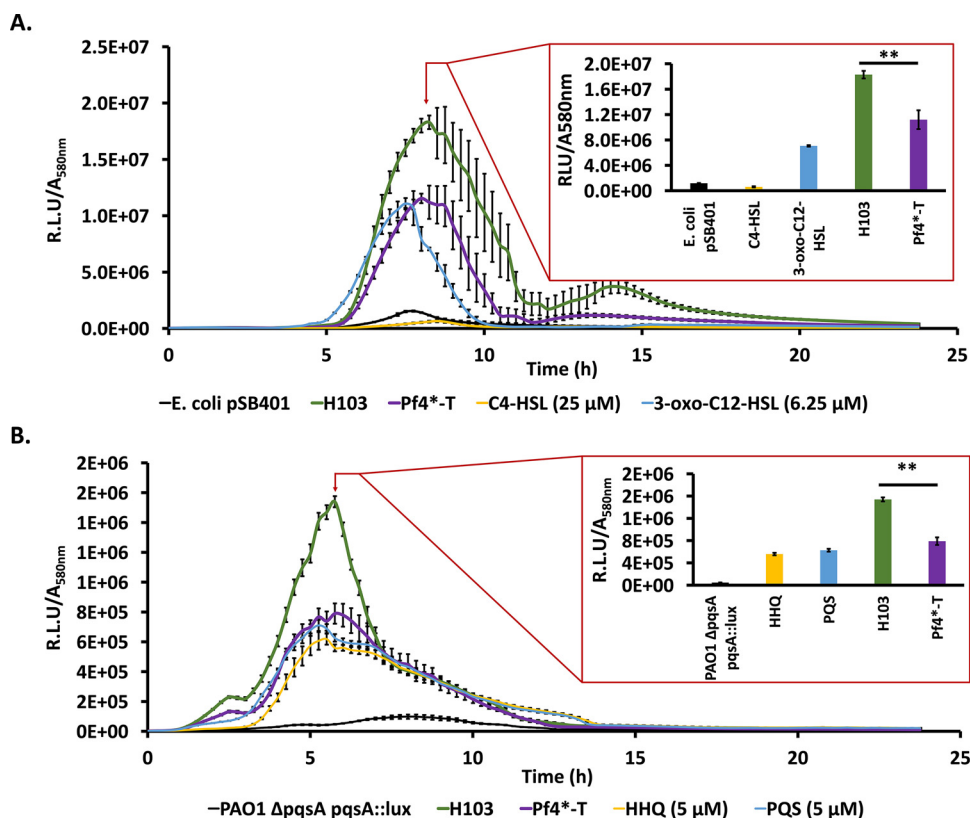 A.
2.5E+07
2.0E+07
1.5E+07
1.0E+07
5.0E+06
0.0E+00
R.L.U/A580nm
0 5 10 15 20 25
Time (h)
2.0E+07
1.6E+07
1.2E+07
8.0E+06
4.0E+06
0.0E+00
RLU/A580nm
**
E. coli
pSB401
C4-HSL
3-oxo-C12-
HSL
H103
Pf4*-T
E. coli pSB401 H103 Pf4*-T C4-HSL (25 µM) 3-oxo-C12-HSL (6.25 µM)
B.
2E+06
2E+06
1E+06
1E+06
1E+06
8E+05
6E+05
4E+05
2E+05
0E+00
R.L.U/A580nm
0 5 10 15 20 25
Time (h)
2E+06
2E+06
1E+06
8E+05
4E+05
0E+00
R.L.U/A580nm
**
PAO1 ΔpqsA
pqsA::lux
HHQ
PQS
H103
Pf4*-T
PAO1 ΔpqsA pqsA::lux H103 Pf4*-T HHQ (5 µM) PQS (5 µM)